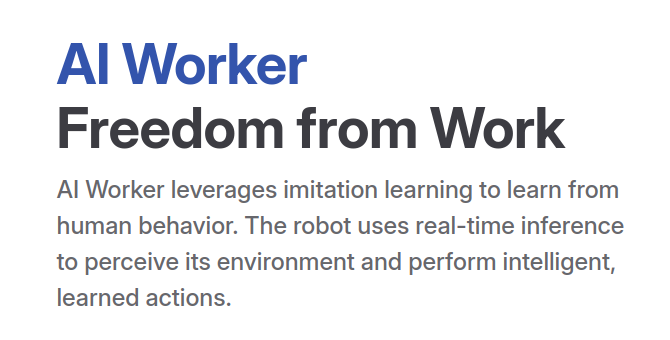 AI Worker
Freedom from Work
AI Worker leverages imitation learning to learn from
human behavior. The robot uses real-time inference
to perceive its environment and perform intelligent,
learned actions.